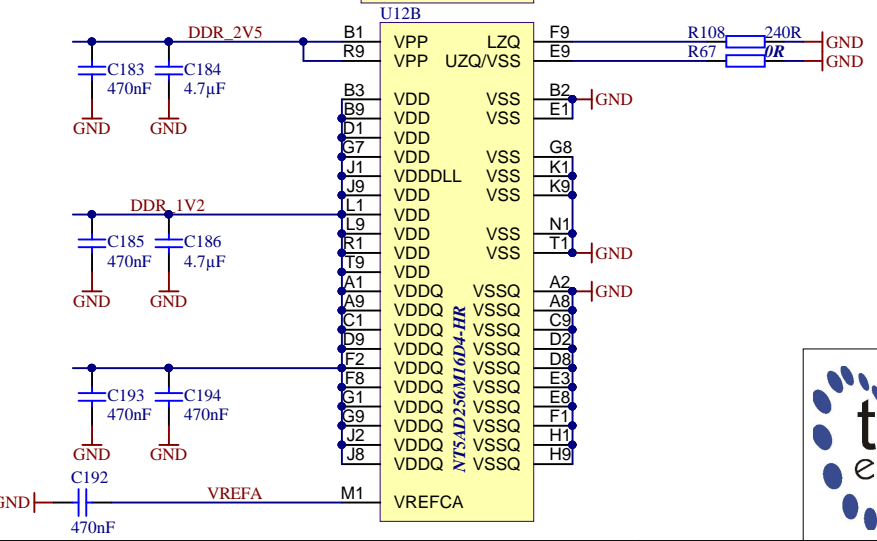 U12B
DDR_2V5 B1 VPP LZQ F9 R108 240R GND
R9 VPP UZQ/VSS E9 R67 0R GND
C183 C184
470nF 4.7µF
GND GND
B3 VDD VSS B2 GND
B9 VDD VSS E1
D1 VDD
G7 VDD VSS G8
J1 VDDDLL VSS K1
J9 VDD VSS K9
DDR_1V2 L1 VDD
L9 VDD VSS N1
R1 VDD VSS T1 GND
T9 VDD
C185 C186
470nF 4.7µF
GND GND
A1 VDDQ VSSQ A2 GND
A9 VDDQ VSSQ A8
C1 VDDQ VSSQ C9
D9 VDDQ VSSQ D2
F2 VDDQ VSSQ D8
F8 VDDQ VSSQ E3
G1 VDDQ VSSQ E8
G9 VDDQ VSSQ F1
J2 VDDQ VSSQ H1
J8 VDDQ VSSQ H9
NT5AD256M16D4-HR
C193 C194
470nF 470nF
GND GND
C192
GND VREFA M1 VREFCA
470nF
t
e